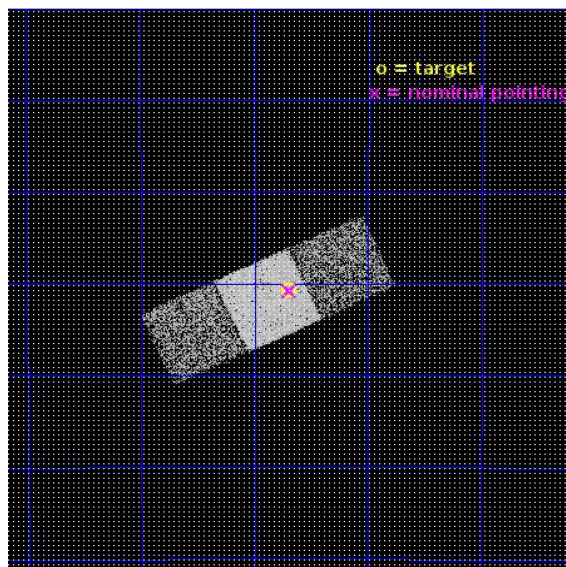 o = target
x = nominal pointing